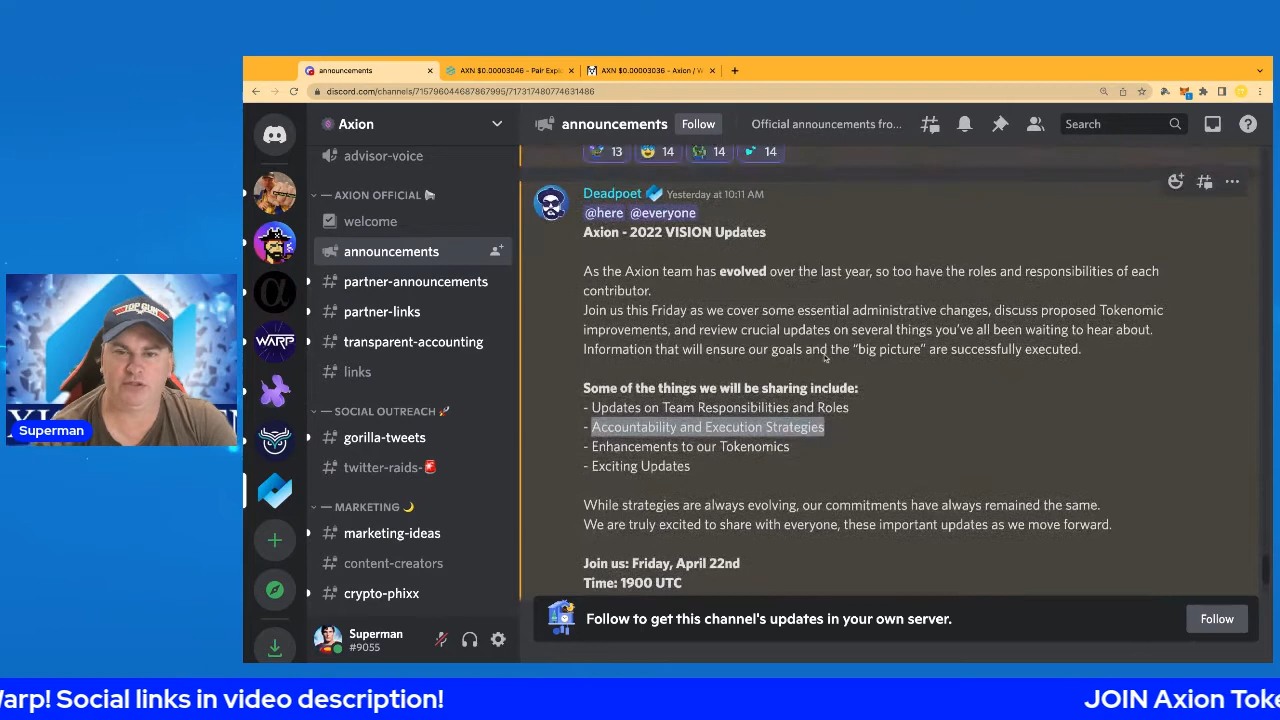 announcements
AXN $0.00003046 - Pair Expl
AXN $0.00003036 - Axion / V
discord.com/channels/715796044687867995/717317480774631486
Axion
announcements
Follow
Official announcements fro...
Search
advisor-voice
AXION OFFICIAL
welcome
announcements
partner-announcements
partner-links
transparent-accounting
links
SOCIAL OUTREACH
gorilla-tweets
twitter-raids-
MARKETING
marketing-ideas
content-creators
crypto-phixx
Superman
#9055
WARP
13
14
14
14
Deadpoet
Yesterday at 10:11 AM
@here @everyone
Axion - 2022 VISION Updates
As the Axion team has evolved over the last year, so too have the roles and responsibilities of each
contributor.
Join us this Friday as we cover some essential administrative changes, discuss proposed Tokenomic
improvements, and review crucial updates on several things you've all been waiting to hear about.
Information that will ensure our goals and the “big picture” are successfully executed.
Some of the things we will be sharing include:
- Updates on Team Responsibilities and Roles
- Accountability and Execution Strategies
- Enhancements to our Tokenomics
- Exciting Updates
While strategies are always evolving, our commitments have always remained the same.
We are truly excited to share with everyone, these important updates as we move forward.
Join us: Friday, April 22nd
Time: 1900 UTC
Follow to get this channel's updates in your own server.
Follow
TOP GUN
Superman
Warp! Social links in video description!
JOIN Axion Toke